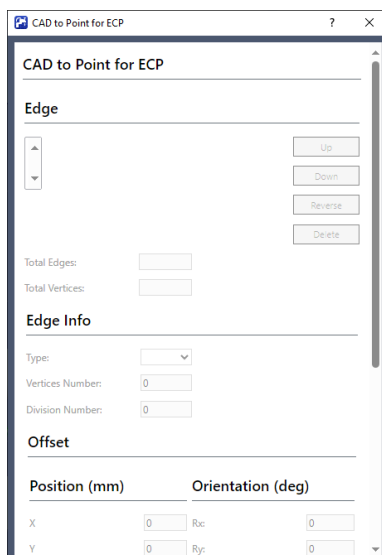 CAD to Point for ECP
CAD to Point for ECP
Edge
Up
Down
Reverse
Delete
Total Edges:
Total Vertices:
Edge Info
Type:
Vertices Number: 0
Division Number: 0
Offset
Position (mm) Orientation (deg)
X 0 Rx: 0
Y 0 Ry: 0